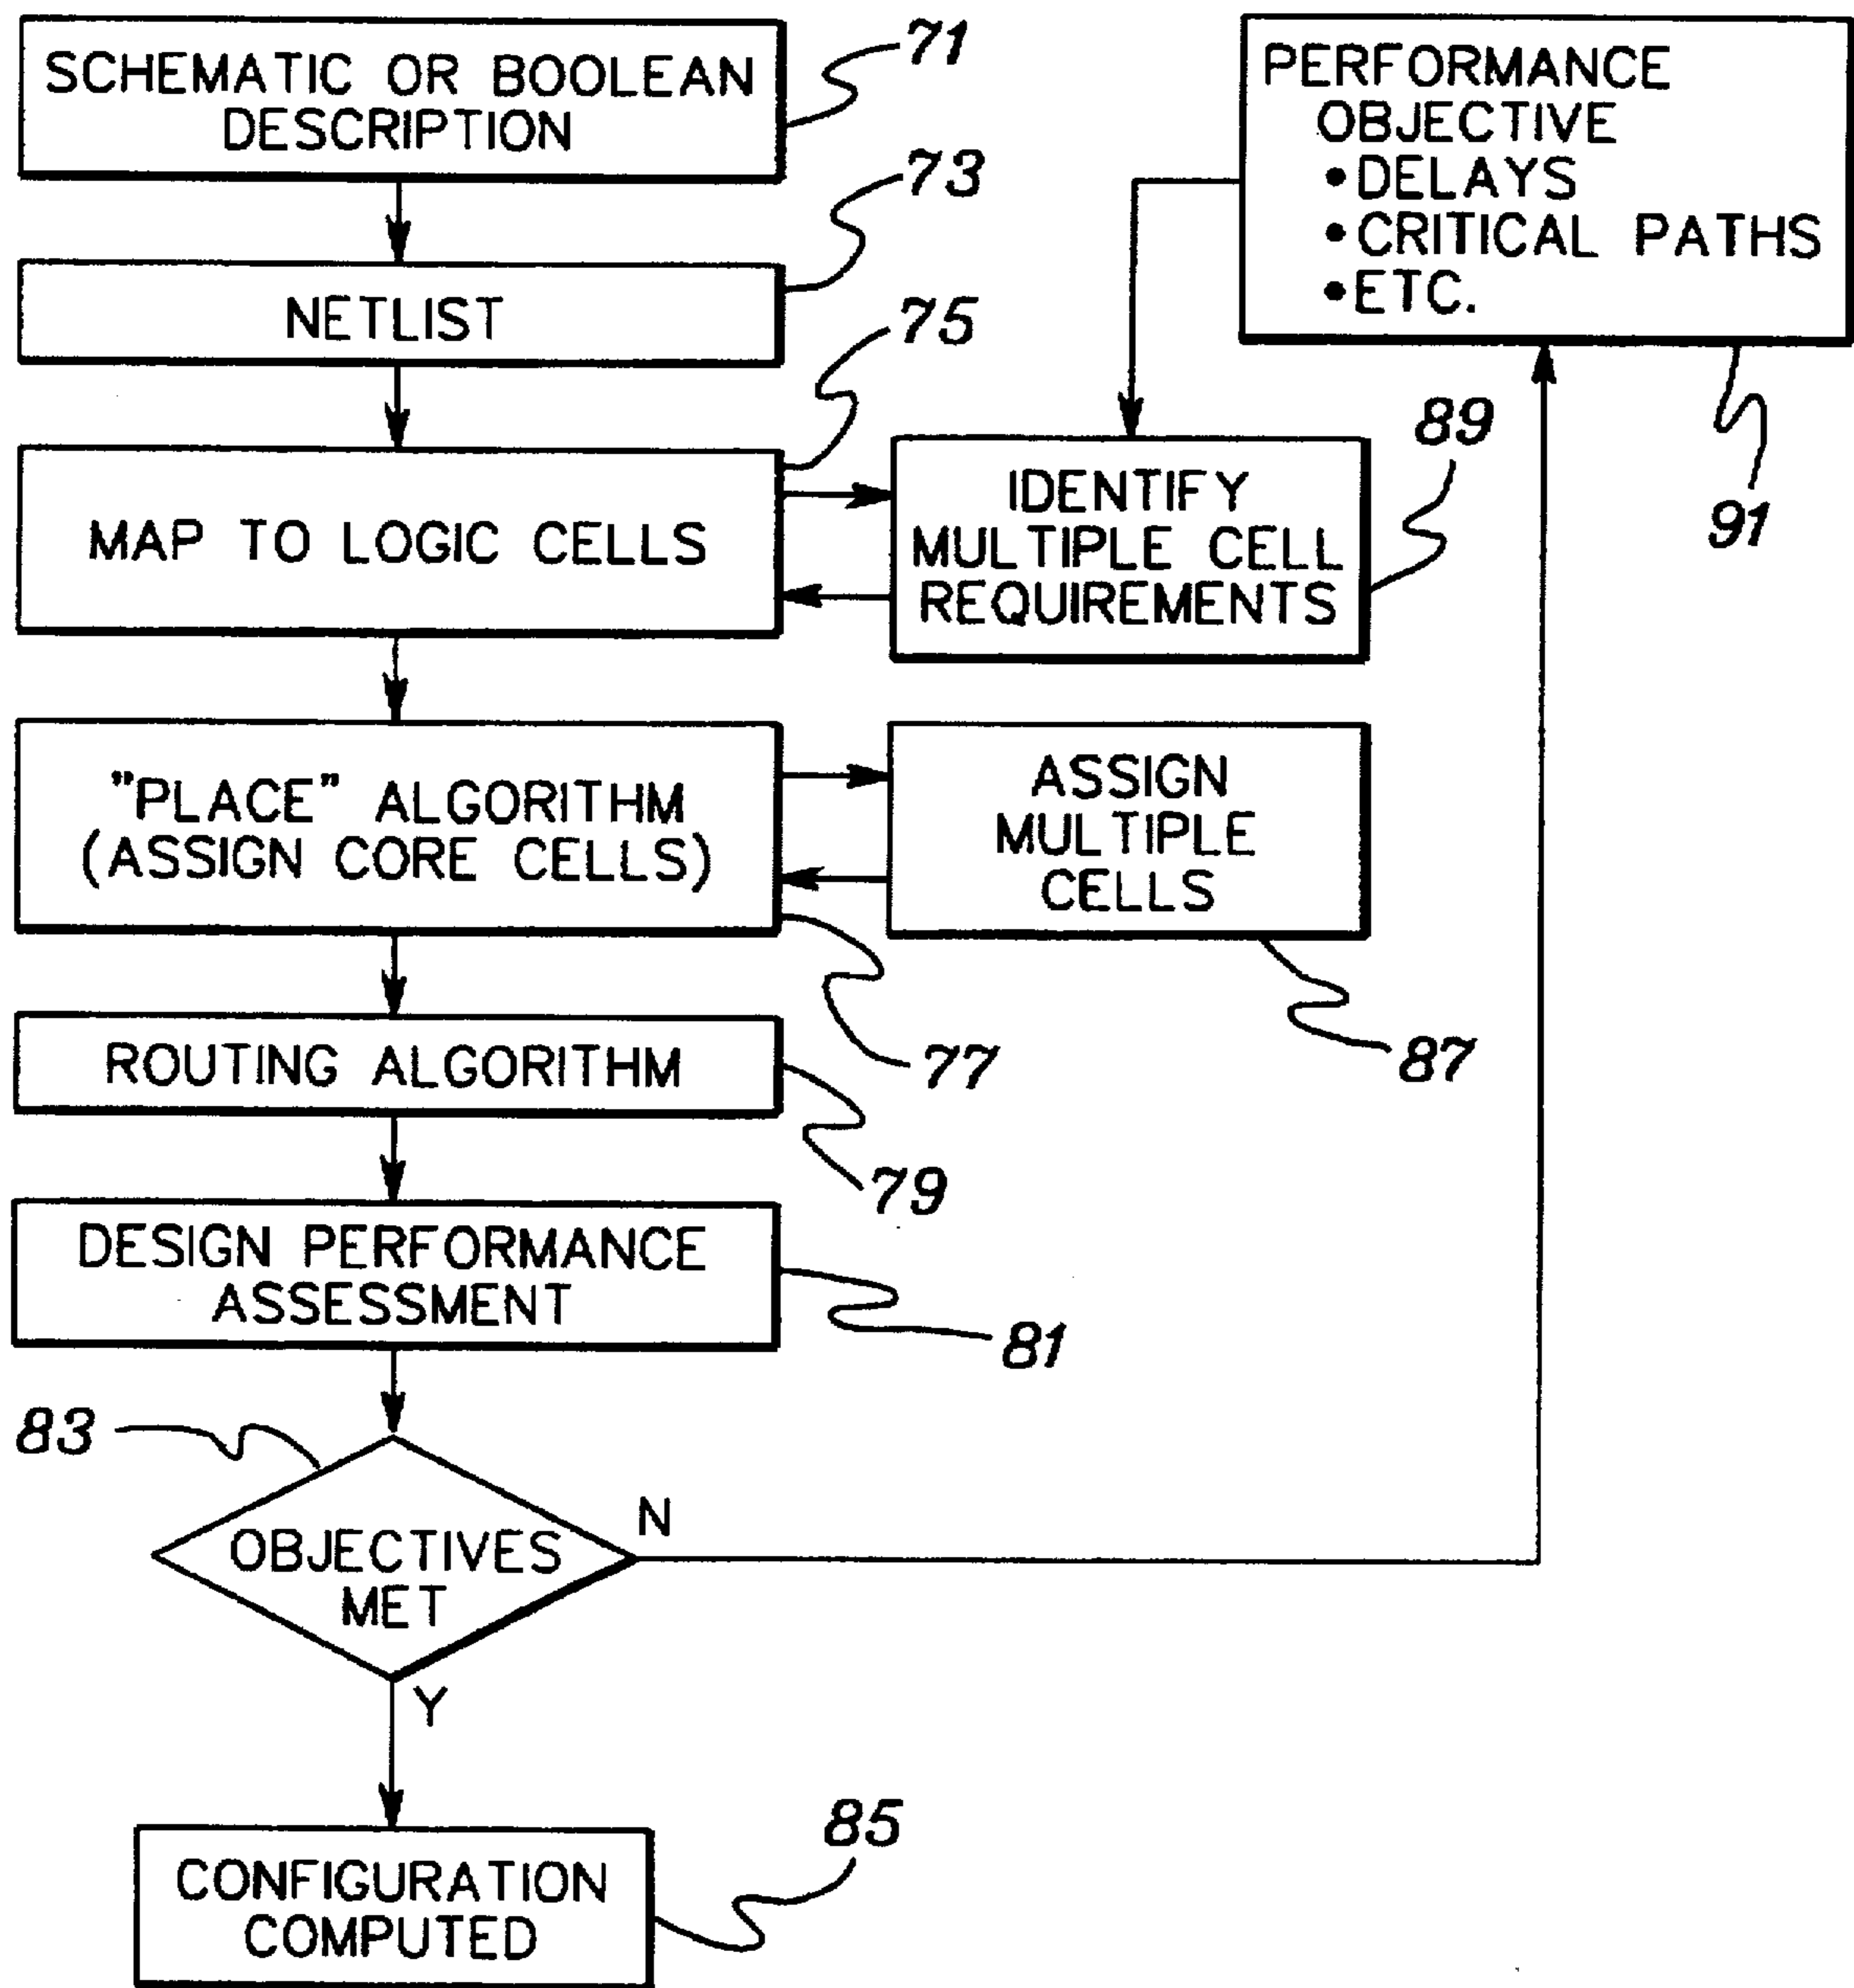 SCHEMATIC OR BOOLEAN
DESCRIPTION
71
PERFORMANCE
OBJECTIVE
• DELAYS
• CRITICAL PATHS
• ETC.
91
73
NETLIST
75
MAP TO LOGIC CELLS
IDENTIFY
MULTIPLE CELL
REQUIREMENTS
89
"PLACE" ALGORITHM
(ASSIGN CORE CELLS)
77
ASSIGN
MULTIPLE
CELLS
87
ROUTING ALGORITHM
79
DESIGN PERFORMANCE
ASSESSMENT
81
83
OBJECTIVES
MET
N
Y
CONFIGURATION
COMPUTED
85